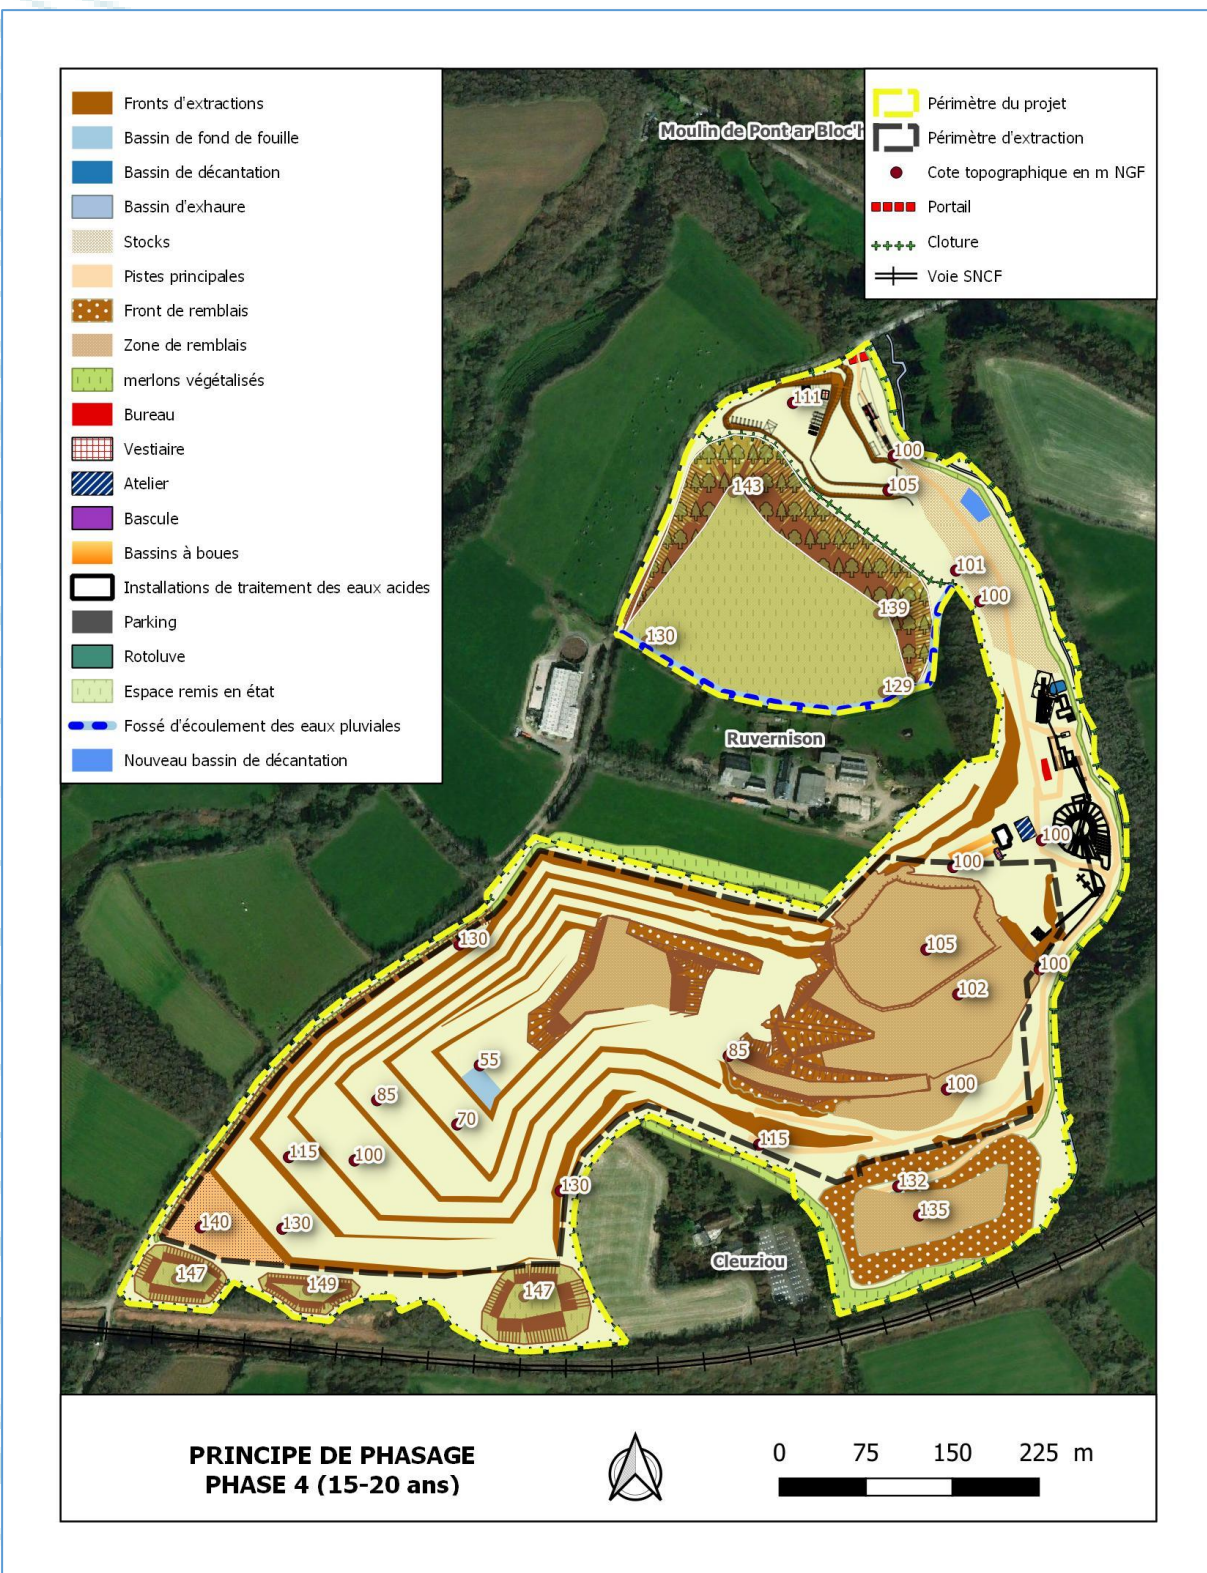 Fronts d'extractions
Bassin de fond de fouille
Bassin de décantation
Bassin d'exhaure
Stocks
Pistes principales
Front de remblais
Zone de remblais
merlons végétalisés
Bureau
Vestiaire
Atelier
Bascule
Bassins à boues
Installations de traitement des eaux acides
Parking
Rotoluve
Espace remis en état
Fossé d'écoulement des eaux pluviales
Nouveau bassin de décantation
Périmètre du projet
Périmètre d'extraction
Cote topographique en m NGF
Portail
Cloture
Voie SNCF
Moulin de Pont ar Bloc'h
111
100
105
143
101
100
139
130
129
Ruvernison
100
100
130
105
100
102
85
55
85
100
70
115
115
100
130
132
140
130
135
Cleuziou
147
149
147
PRINCIPE DE PHASAGE
PHASE 4 (15-20 ans)
0 75 150 225 m